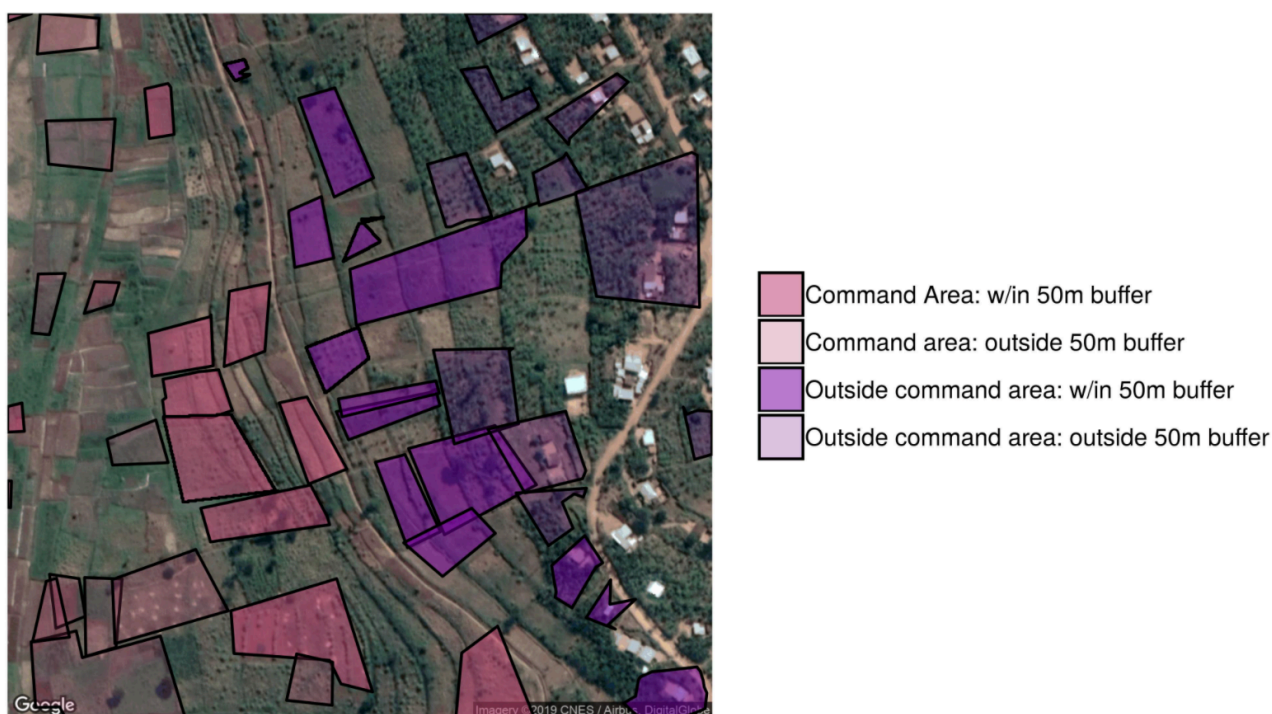 Command Area: w/in 50m buffer
Command area: outside 50m buffer
Outside command area: w/in 50m buffer
Outside command area: outside 50m buffer
Google
Imagery ©2019 CNES / Airbus, DigitalGlobe